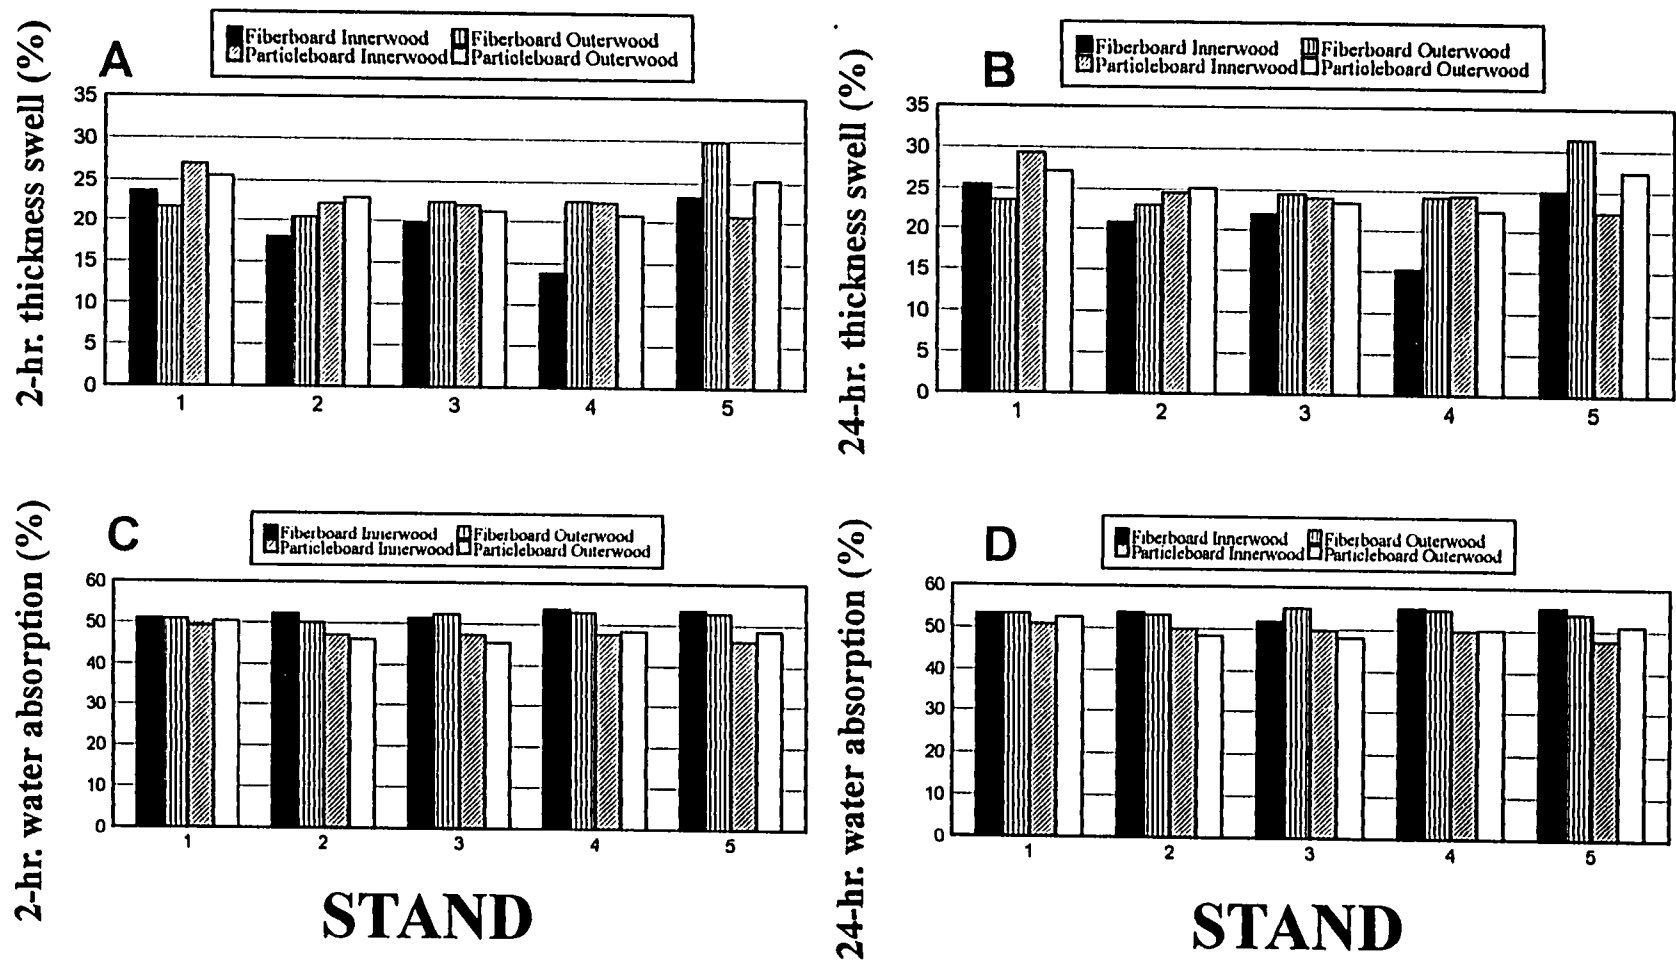 A
Fiberboard Innerwood Fiberboard Outerwood
Particleboard Innerwood Particleboard Outerwood
2-hr. thickness swell (%)
35
30
25
20
15
10
5
0
1 2 3 4 5
B
Fiberboard Innerwood Fiberboard Outerwood
Particleboard Innerwood Particleboard Outerwood
24-hr. thickness swell (%)
35
30
25
20
15
10
5
0
1 2 3 4 5
C
Fiberboard Innerwood Fiberboard Outerwood
Particleboard Innerwood Particleboard Outerwood
2-hr. water absorption (%)
60
50
40
30
20
10
0
1 2 3 4 5
STAND
D
Fiberboard Innerwood Fiberboard Outerwood
Particleboard Innerwood Particleboard Outerwood
24-hr. water absorption (%)
60
50
40
30
20
10
0
1 2 3 4 5
STAND